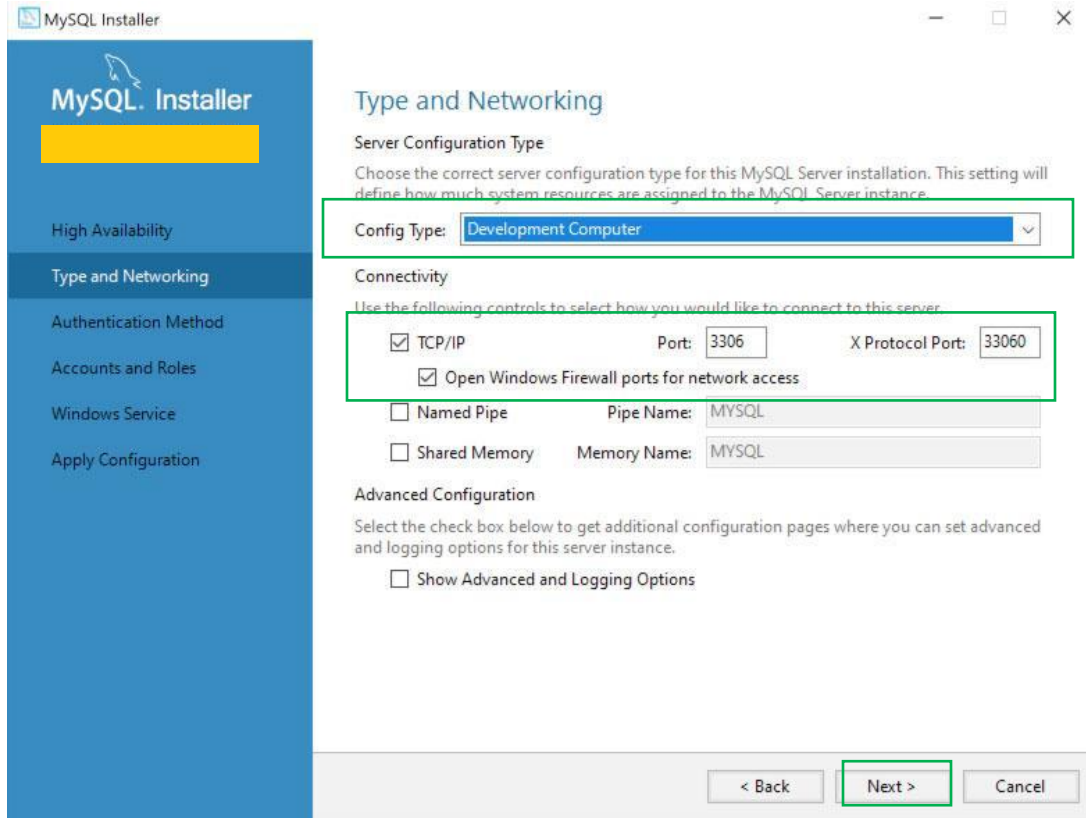 MySQL Installer
MySQL. Installer
High Availability
Type and Networking
Authentication Method
Accounts and Roles
Windows Service
Apply Configuration
Type and Networking
Server Configuration Type
Choose the correct server configuration type for this MySQL Server installation. This setting will
define how much system resources are assigned to the MySQL Server instance.
Config Type: Development Computer
Connectivity
Use the following controls to select how you would like to connect to this server.
TCP/IP Port: 3306 X Protocol Port: 33060
Open Windows Firewall ports for network access
Named Pipe Pipe Name: MYSQL
Shared Memory Memory Name: MYSQL
Advanced Configuration
Select the check box below to get additional configuration pages where you can set advanced
and logging options for this server instance.
Show Advanced and Logging Options
< Back Next > Cancel